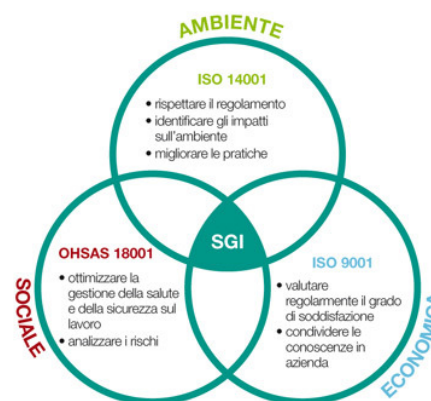 AMBIENTE
ISO 14001
• rispettare il regolamento
• identificare gli impatti
sull'ambiente
• migliorare le pratiche
SGI
SOCIALE
OHSAS 18001
• ottimizzare la
gestione della salute
e della sicurezza sul
lavoro
• analizzare i rischi
ISO 9001
• valutare
regolarmente il grado
di soddisfazione
• condividere le
conoscenze in
azienda
ECONOMICA